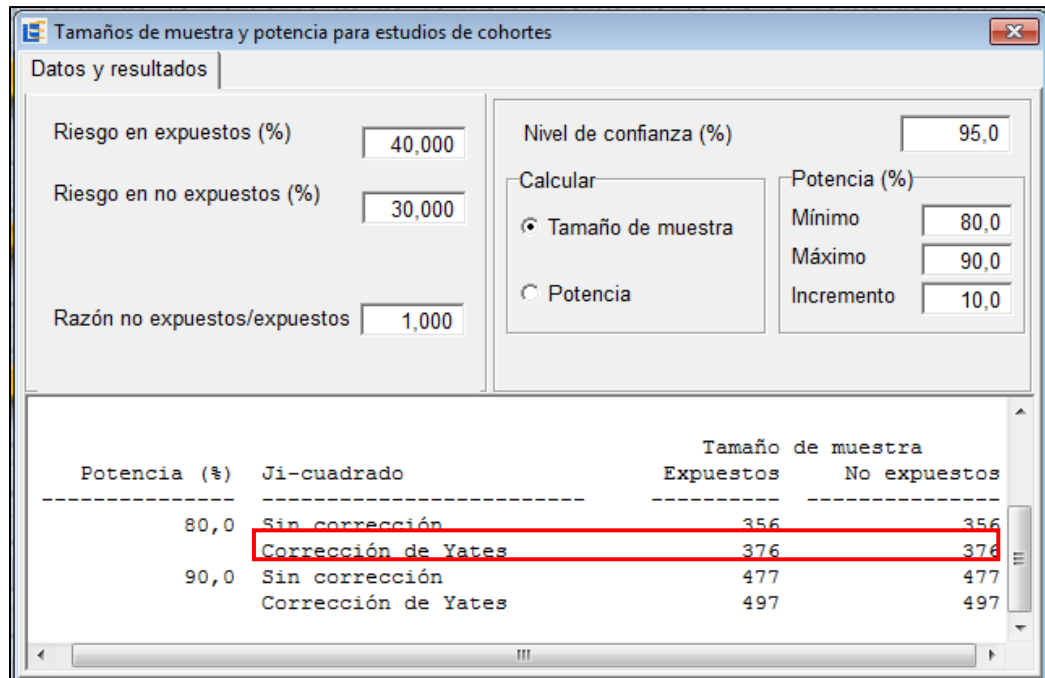 Tamaños de muestra y potencia para estudios de cohortes
Datos y resultados
Riesgo en expuestos (%) 40,000
Riesgo en no expuestos (%) 30,000
Razón no expuestos/expuestos 1,000
Nivel de confianza (%) 95,0
Calcular
Tamaño de muestra
Potencia
Potencia (%)
Mínimo 80,0
Máximo 90,0
Incremento 10,0
Tamaño de muestra
Potencia (%) Ji-cuadrado Expuestos No expuestos
80,0 Sin corrección 356 356
Corrección de Yates 376 376
90,0 Sin corrección 477 477
Corrección de Yates 497 497